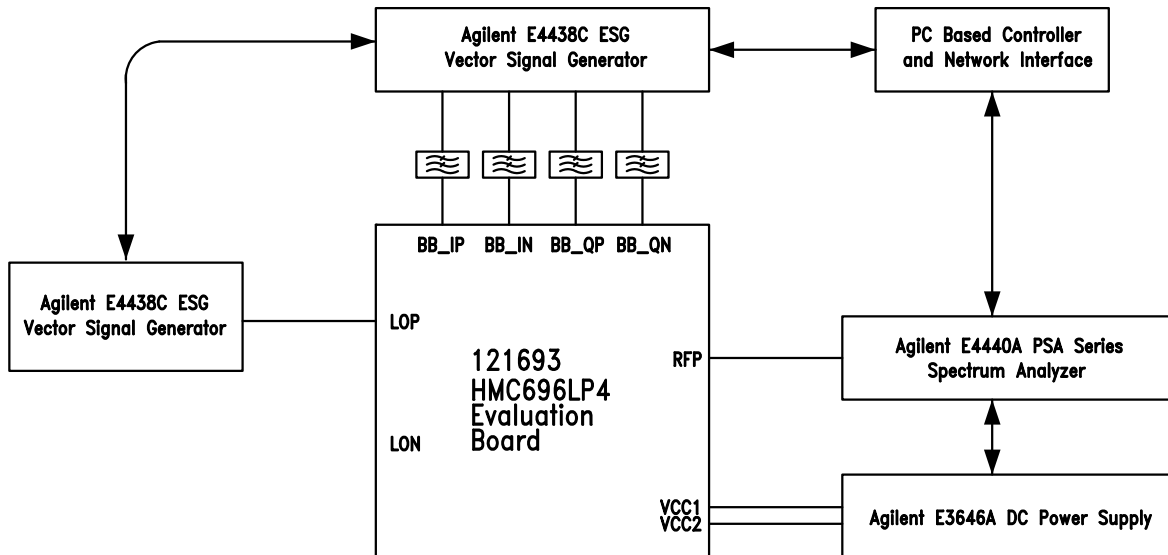 Agilent E4438C ESG
Vector Signal Generator
PC Based Controller
and Network Interface
BB_IP BB_IN BB_QP BB_QN
Agilent E4438C ESG
Vector Signal Generator
LOP
121693
HMC696LP4
Evaluation
Board
RFP
Agilent E4440A PSA Series
Spectrum Analyzer
LON
VCC1
VCC2
Agilent E3646A DC Power Supply